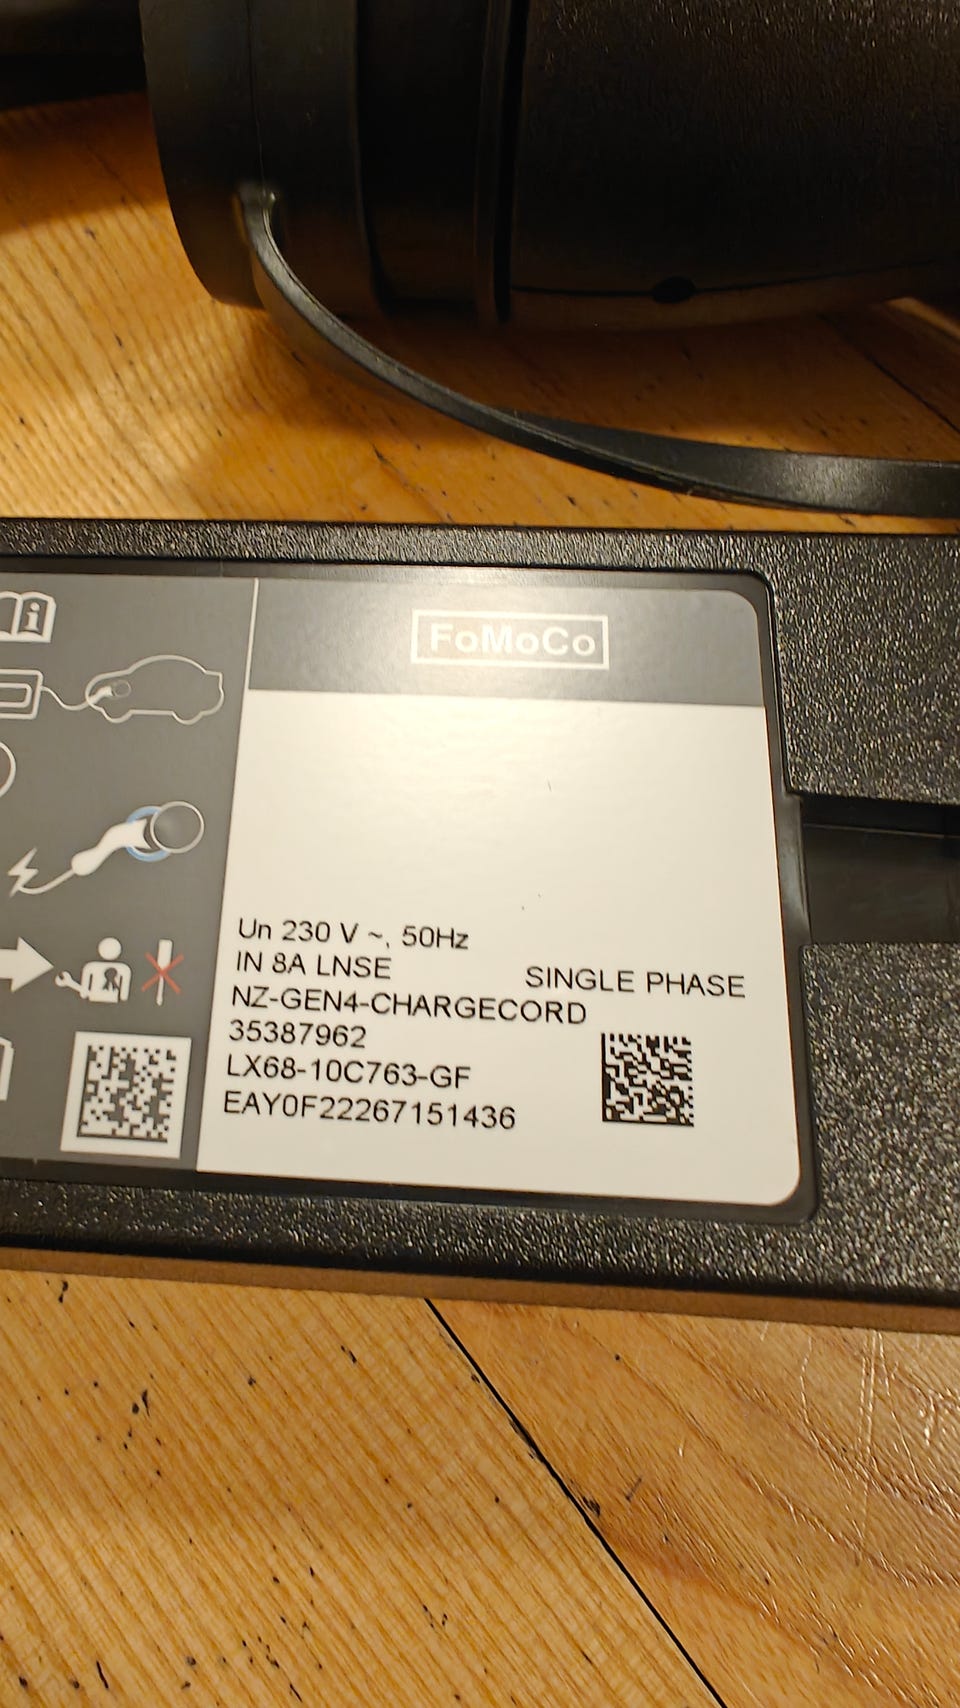 FoMoCo
Un 230 V ~, 50Hz
IN 8A LNSE
SINGLE PHASE
NZ-GEN4-CHARGECORD
35387962
LX68-10C763-GF
EAY0F22267151436